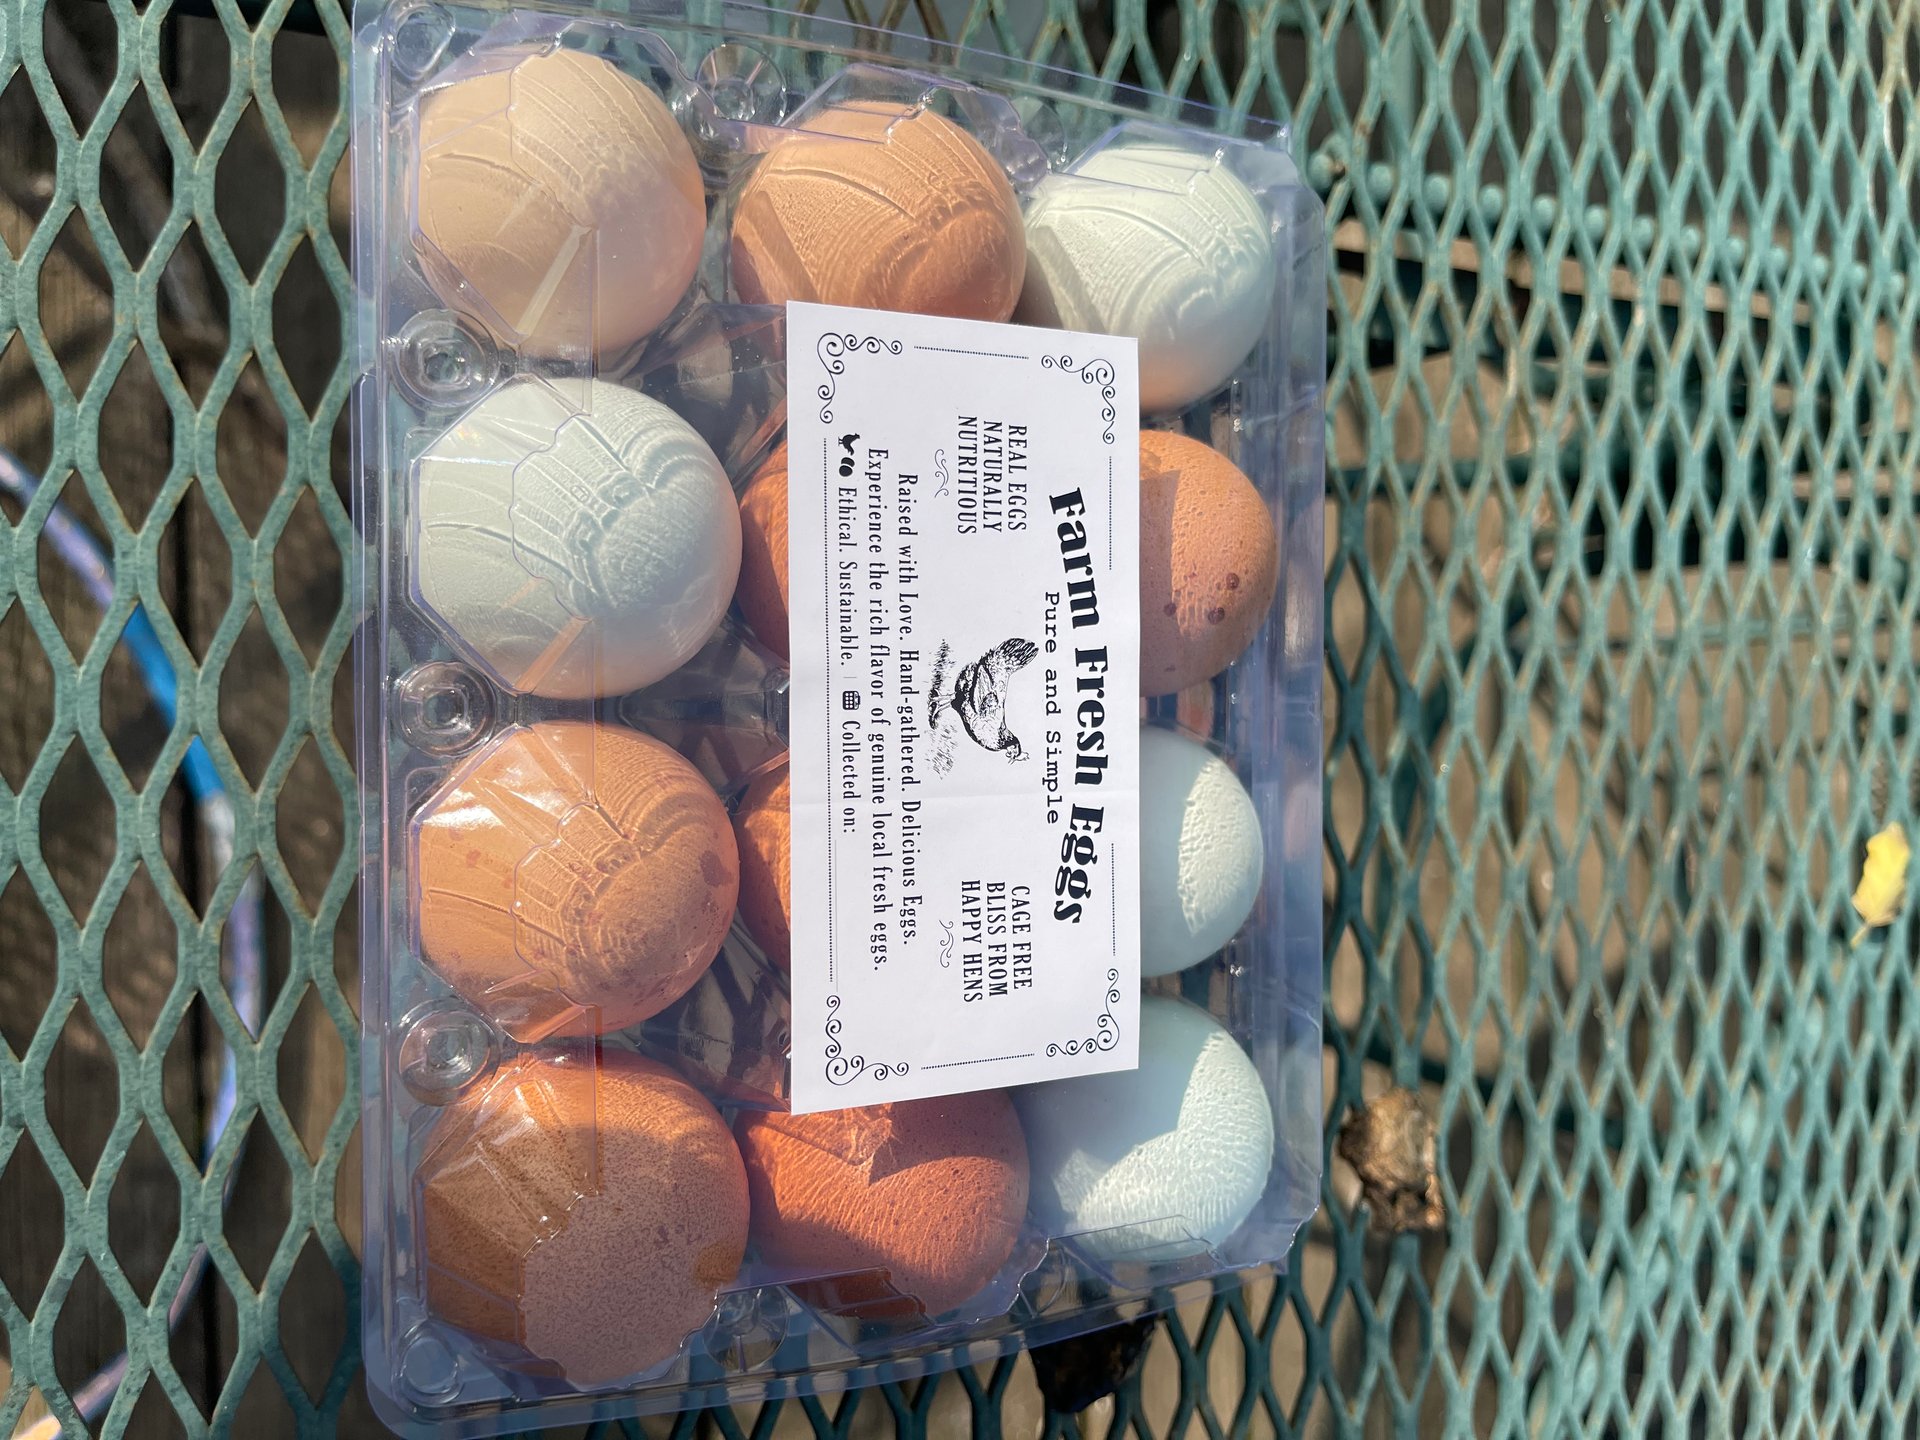 Farm Fresh Eggs
Pure and Simple
REAL EGGS
NATURALLY
NUTRITIOUS
CAGE FREE
BLISS FROM
HAPPY HENS
Raised with Love. Hand-gathered. Delicious Eggs.
Experience the rich flavor of genuine local fresh eggs.
Ethical. Sustainable. | Collected on: